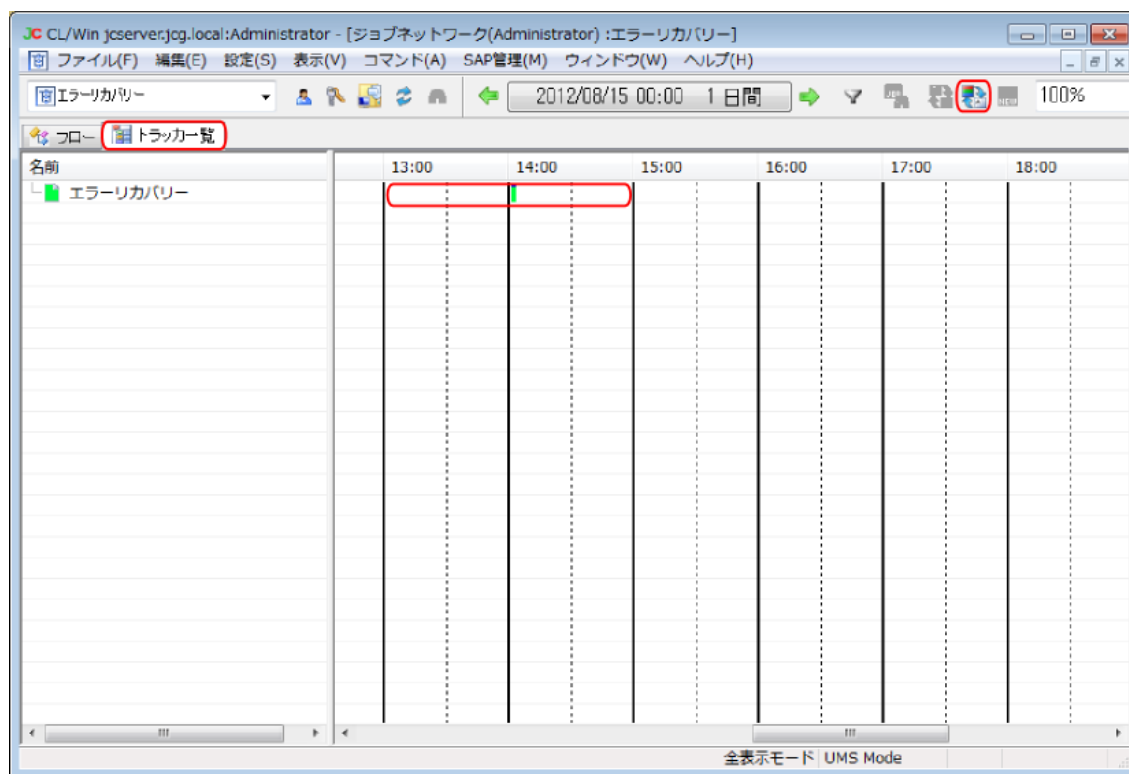 JC CL/Win jcserver.jcg.local:Administrator - [ジョブネットワーク(Administrator) :エラーリカバリー]
ファイル(F) 編集(E) 設定(S) 表示(V) コマンド(A) SAP管理(M) ウィンドウ(W) ヘルプ(H)
エラーリカバリー 2012/08/15 00:00 1 日間 100%
フロー トラッカ一覧
名前 13:00 14:00 15:00 16:00 17:00 18:00
エラーリカバリー
全表示モード UMS Mode